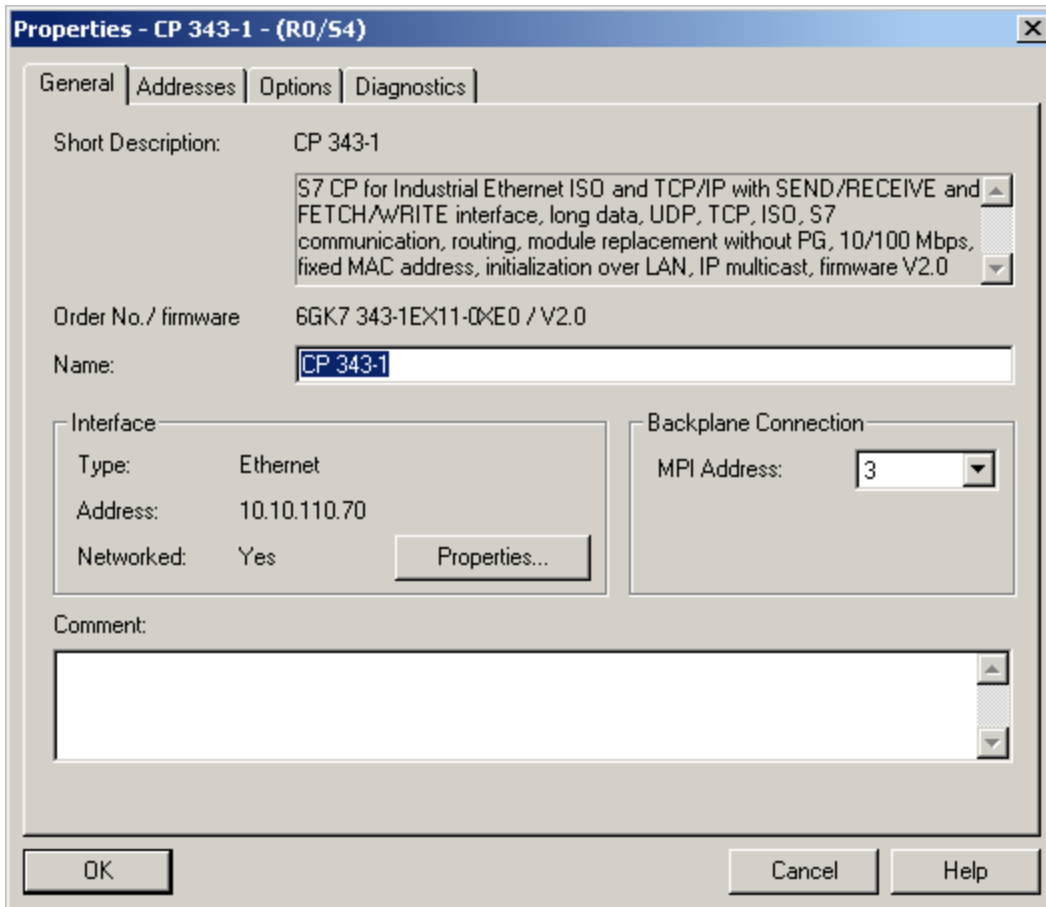 Properties - CP 343-1 - (R0/S4)
General Addresses Options Diagnostics
Short Description: CP 343-1
S7 CP for Industrial Ethernet ISO and TCP/IP with SEND/RECEIVE and
FETCH/WRITE interface, long data, UDP, TCP, ISO, S7
communication, routing, module replacement without PG, 10/100 Mbps,
fixed MAC address, initialization over LAN, IP multicast, firmware V2.0
Order No./ firmware 6GK7 343-1EX11-0XE0 / V2.0
Name: CP 343-1
Interface
Type: Ethernet
Address: 10.10.110.70
Networked: Yes Properties...
Backplane Connection
MPI Address: 3
Comment:
OK Cancel Help